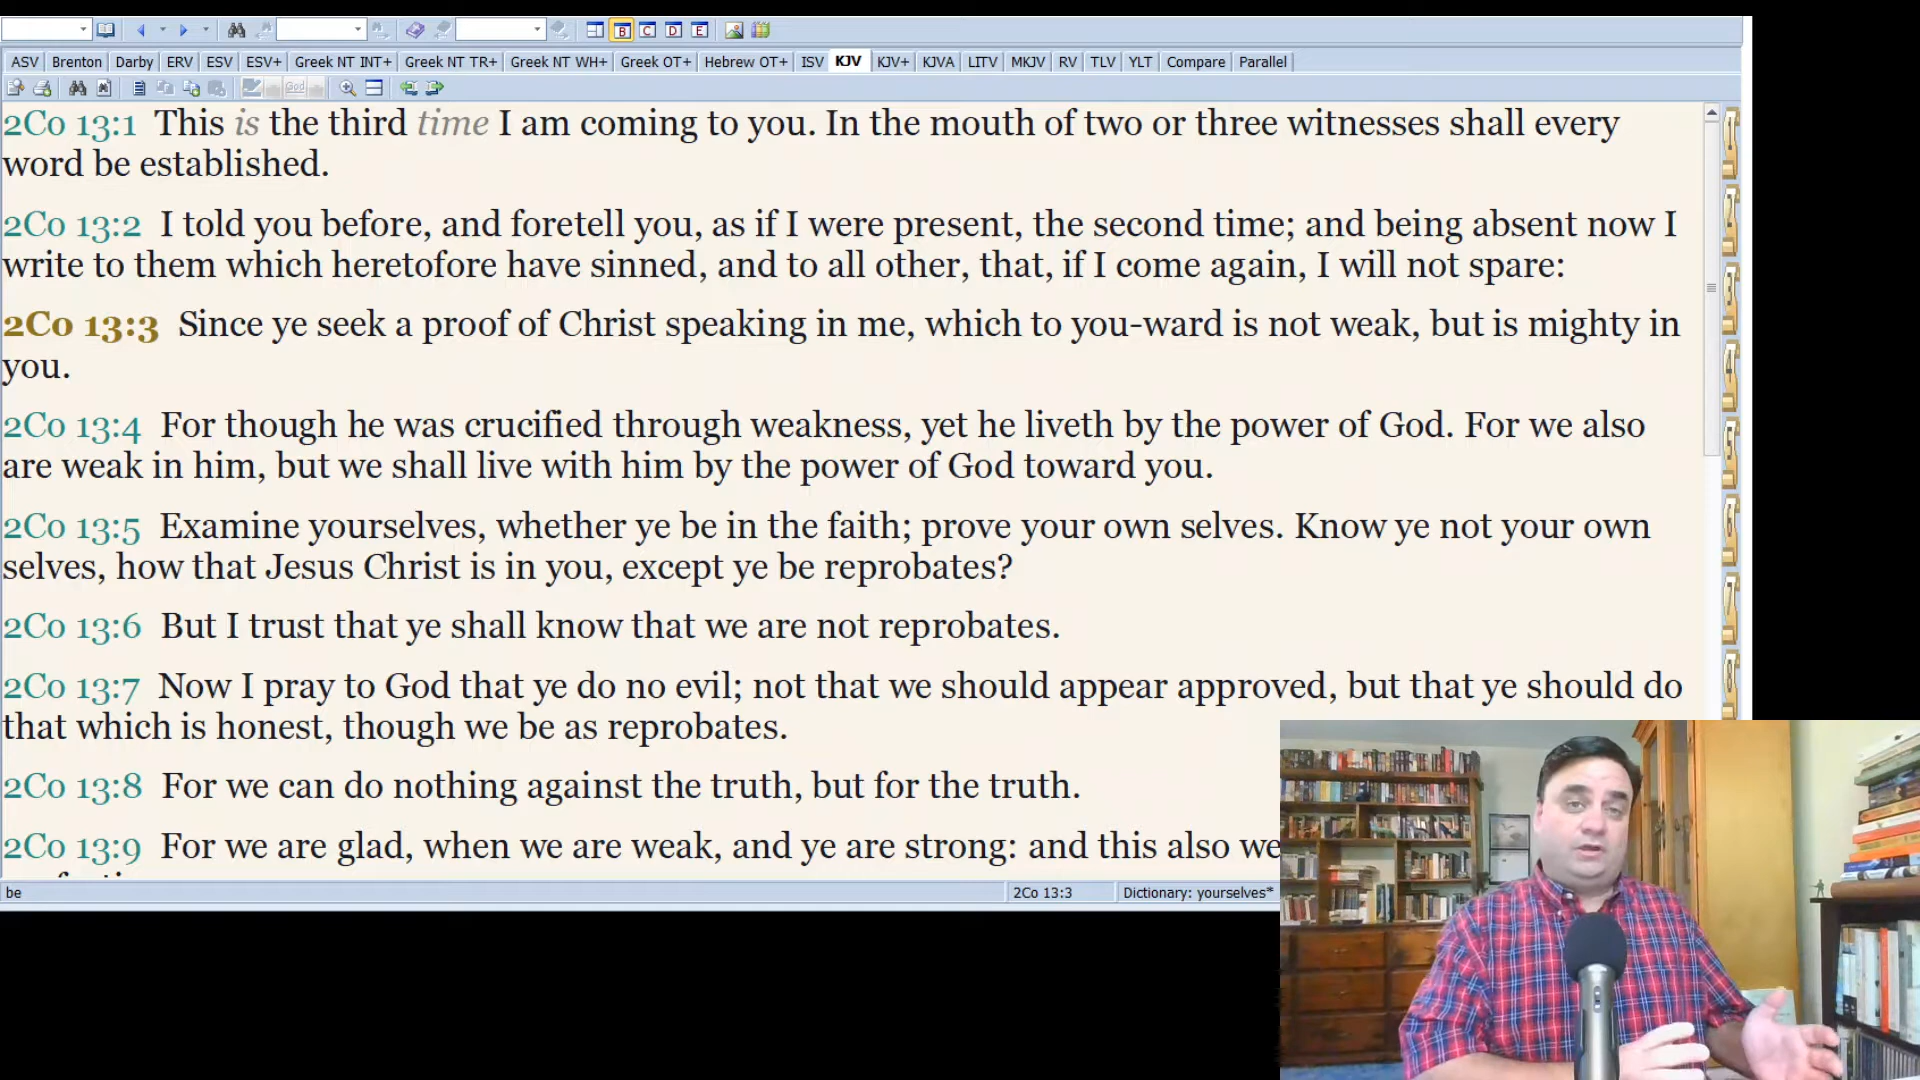 B C D E
ASV Brenton Darby ERV ESV ESV+ Greek NT INT+ Greek NT TR+ Greek NT WH+ Greek OT+ Hebrew OT+ ISV KJV KJV+ KJVA LITV MKJV RV TLV YLT Compare Parallel
God
2Co 13:1 This is the third time I am coming to you. In the mouth of two or three witnesses shall every
word be established.
2Co 13:2 I told you before, and foretell you, as if I were present, the second time; and being absent now I
write to them which heretofore have sinned, and to all other, that, if I come again, I will not spare:
2Co 13:3 Since ye seek a proof of Christ speaking in me, which to you-ward is not weak, but is mighty in
you.
2Co 13:4 For though he was crucified through weakness, yet he liveth by the power of God. For we also
are weak in him, but we shall live with him by the power of God toward you.
2Co 13:5 Examine yourselves, whether ye be in the faith; prove your own selves. Know ye not your own
selves, how that Jesus Christ is in you, except ye be reprobates?
2Co 13:6 But I trust that ye shall know that we are not reprobates.
2Co 13:7 Now I pray to God that ye do no evil; not that we should appear approved, but that ye should do
that which is honest, though we be as reprobates.
2Co 13:8 For we can do nothing against the truth, but for the truth.
2Co 13:9 For we are glad, when we are weak, and ye are strong: and this also we
be 2Co 13:3 Dictionary: yourselves*
1
2
3
4
5
6
7
8